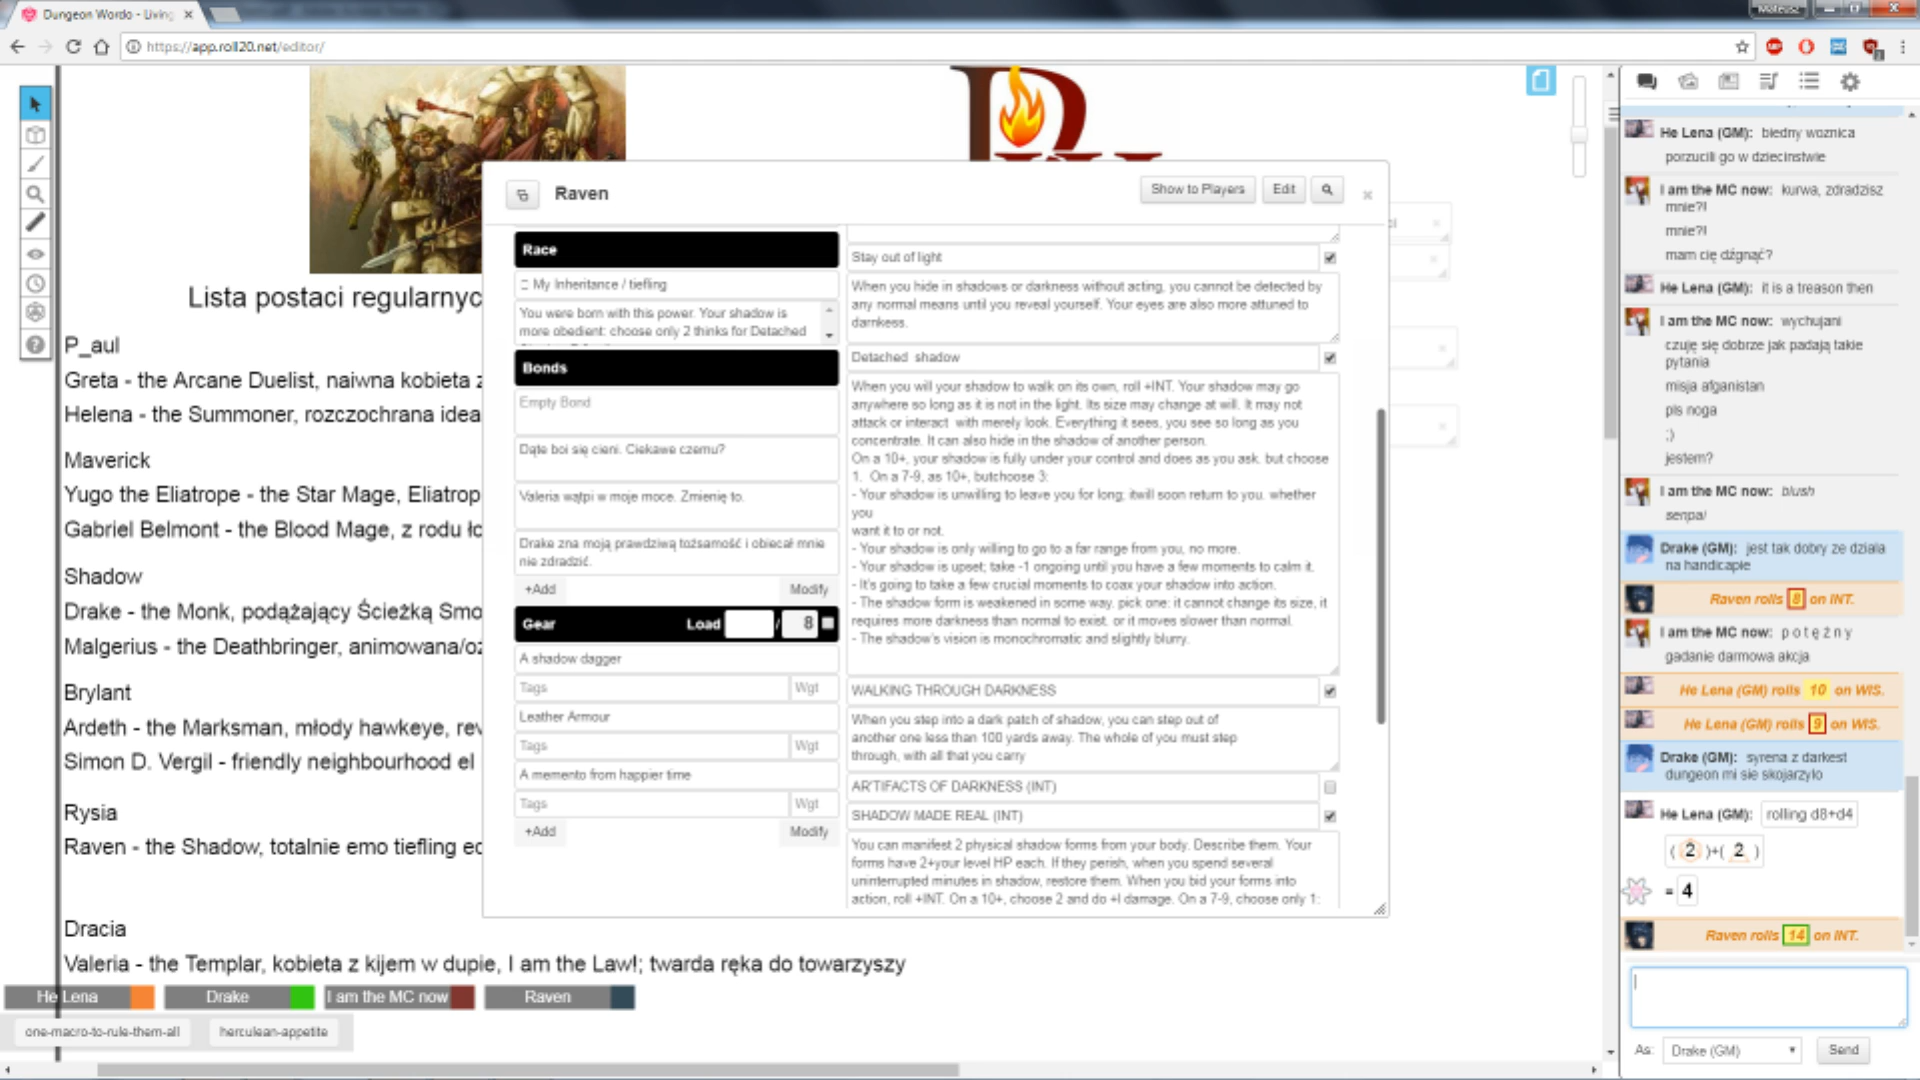 Dungeon Wordo - Living
Mateusz
https://app.roll20.net/editor/
Lista postaci regularnyc
P_aul
Greta - the Arcane Duelist, naiwna kobieta z
Helena - the Summoner, rozczochrana idea
Maverick
Yugo the Eliatrope - the Star Mage, Eliatrop
Gabriel Belmont - the Blood Mage, z rodu ło
Shadow
Drake - the Monk, podążający Ścieżką Smo
Malgerius - the Deathbringer, animowana/oz
Brylant
Ardeth - the Marksman, młody hawkeye, rev
Simon D. Vergil - friendly neighbourhood el
Rysia
Raven - the Shadow, totalnie emo tiefling ec
Dracia
Valeria - the Templar, kobieta z kijem w dupie, I am the Law!; twarda ręka do towarzyszy
He Lena
Drake
I am the MC now
Raven
one-macro-to-rule-them-all
herculean-appetite
Raven
Show to Players
Edit
Race
My Inheritance / tiefling
You were born with this power. Your shadow is
more obedient: choose only 2 thinks for Detached
Bonds
Empty Bond
Dąte boi się cieni. Ciekawe czemu?
Valeria wątpi w moje moce. Zmienię to.
Drake zna moją prawdziwą tożsamość i obiecał mnie
nie zdradzić.
+Add
Modify
Gear
Load
/
8
A shadow dagger
Tags
Wgt
Leather Armour
Tags
Wgt
A memento from happier time
Tags
Wgt
+Add
Modify
Stay out of light
When you hide in shadows or darkness without acting, you cannot be detected by
any normal means until you reveal yourself. Your eyes are also more attuned to
darnkess.
Detached shadow
When you will your shadow to walk on its own, roll +INT. Your shadow may go
anywhere so long as it is not in the light. Its size may change at will. It may not
attack or interact with merely look. Everything it sees, you see so long as you
concentrate. It can also hide in the shadow of another person.
On a 10+, your shadow is fully under your control and does as you ask, but choose
1. On a 7-9, as 10+, butchoose 3:
- Your shadow is unwilling to leave you for long; itwill soon return to you, whether
you
want it to or not.
- Your shadow is only willing to go to a far range from you, no more.
- Your shadow is upset; take -1 ongoing until you have a few moments to calm it.
- It's going to take a few crucial moments to coax your shadow into action.
- The shadow form is weakened in some way, pick one: it cannot change its size, it
requires more darkness than normal to exist, or it moves slower than normal.
- The shadow's vision is monochromatic and slightly blurry.
WALKING THROUGH DARKNESS
When you step into a dark patch of shadow, you can step out of
another one less than 100 yards away. The whole of you must step
through, with all that you carry
AR'TIFACTS OF DARKNESS (INT)
SHADOW MADE REAL (INT)
You can manifest 2 physical shadow forms from your body. Describe them. Your
forms have 2+your level HP each. If they perish, when you spend several
uninterrupted minutes in shadow, restore them. When you bid your forms into
action, roll +INT. On a 10+, choose 2 and do +l damage. On a 7-9, choose only 1:
He Lena (GM): biedny woznica
porzucili go w dziecinstwie
I am the MC now: kurwa, zdradzisz
mnie?!
mnie?!
mam cię dźgnąć?
He Lena (GM): it is a treason then
I am the MC now: wychujani
czuję się dobrze jak padają takie
pytania
misja afganistan
pls noga
;)
jestem?
I am the MC now: blush
senpai
Drake (GM): jest tak dobry ze dziala
na handicapie
Raven rolls 8 on INT.
I am the MC now: p o t ę ż n y
gadanie darmowa akcja
He Lena (GM) rolls 10 on WIS.
He Lena (GM) rolls 9 on WIS.
Drake (GM): syrena z darkest
dungeon mi sie skojarzylo
He Lena (GM): rolling d8+d4
( 2 )+( 2 )
= 4
Raven rolls 14 on INT.
As:
Drake (GM)
Send